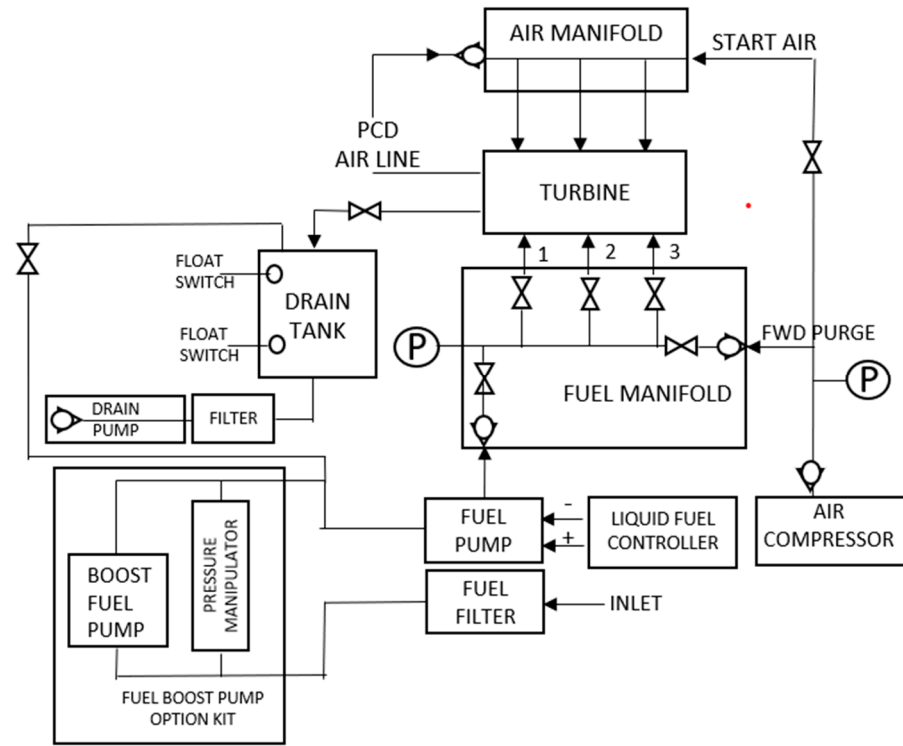 AIR MANIFOLD
START AIR
PCD
AIR LINE
TURBINE
1
2
3
FLOAT
SWITCH
DRAIN
TANK
FLOAT
SWITCH
P
FWD PURGE
P
FUEL MANIFOLD
DRAIN
PUMP
FILTER
FUEL
PUMP
-
+
LIQUID FUEL
CONTROLLER
AIR
COMPRESSOR
BOOST
FUEL
PUMP
PRESSURE
MANIPULATOR
FUEL
FILTER
INLET
FUEL BOOST PUMP
OPTION KIT